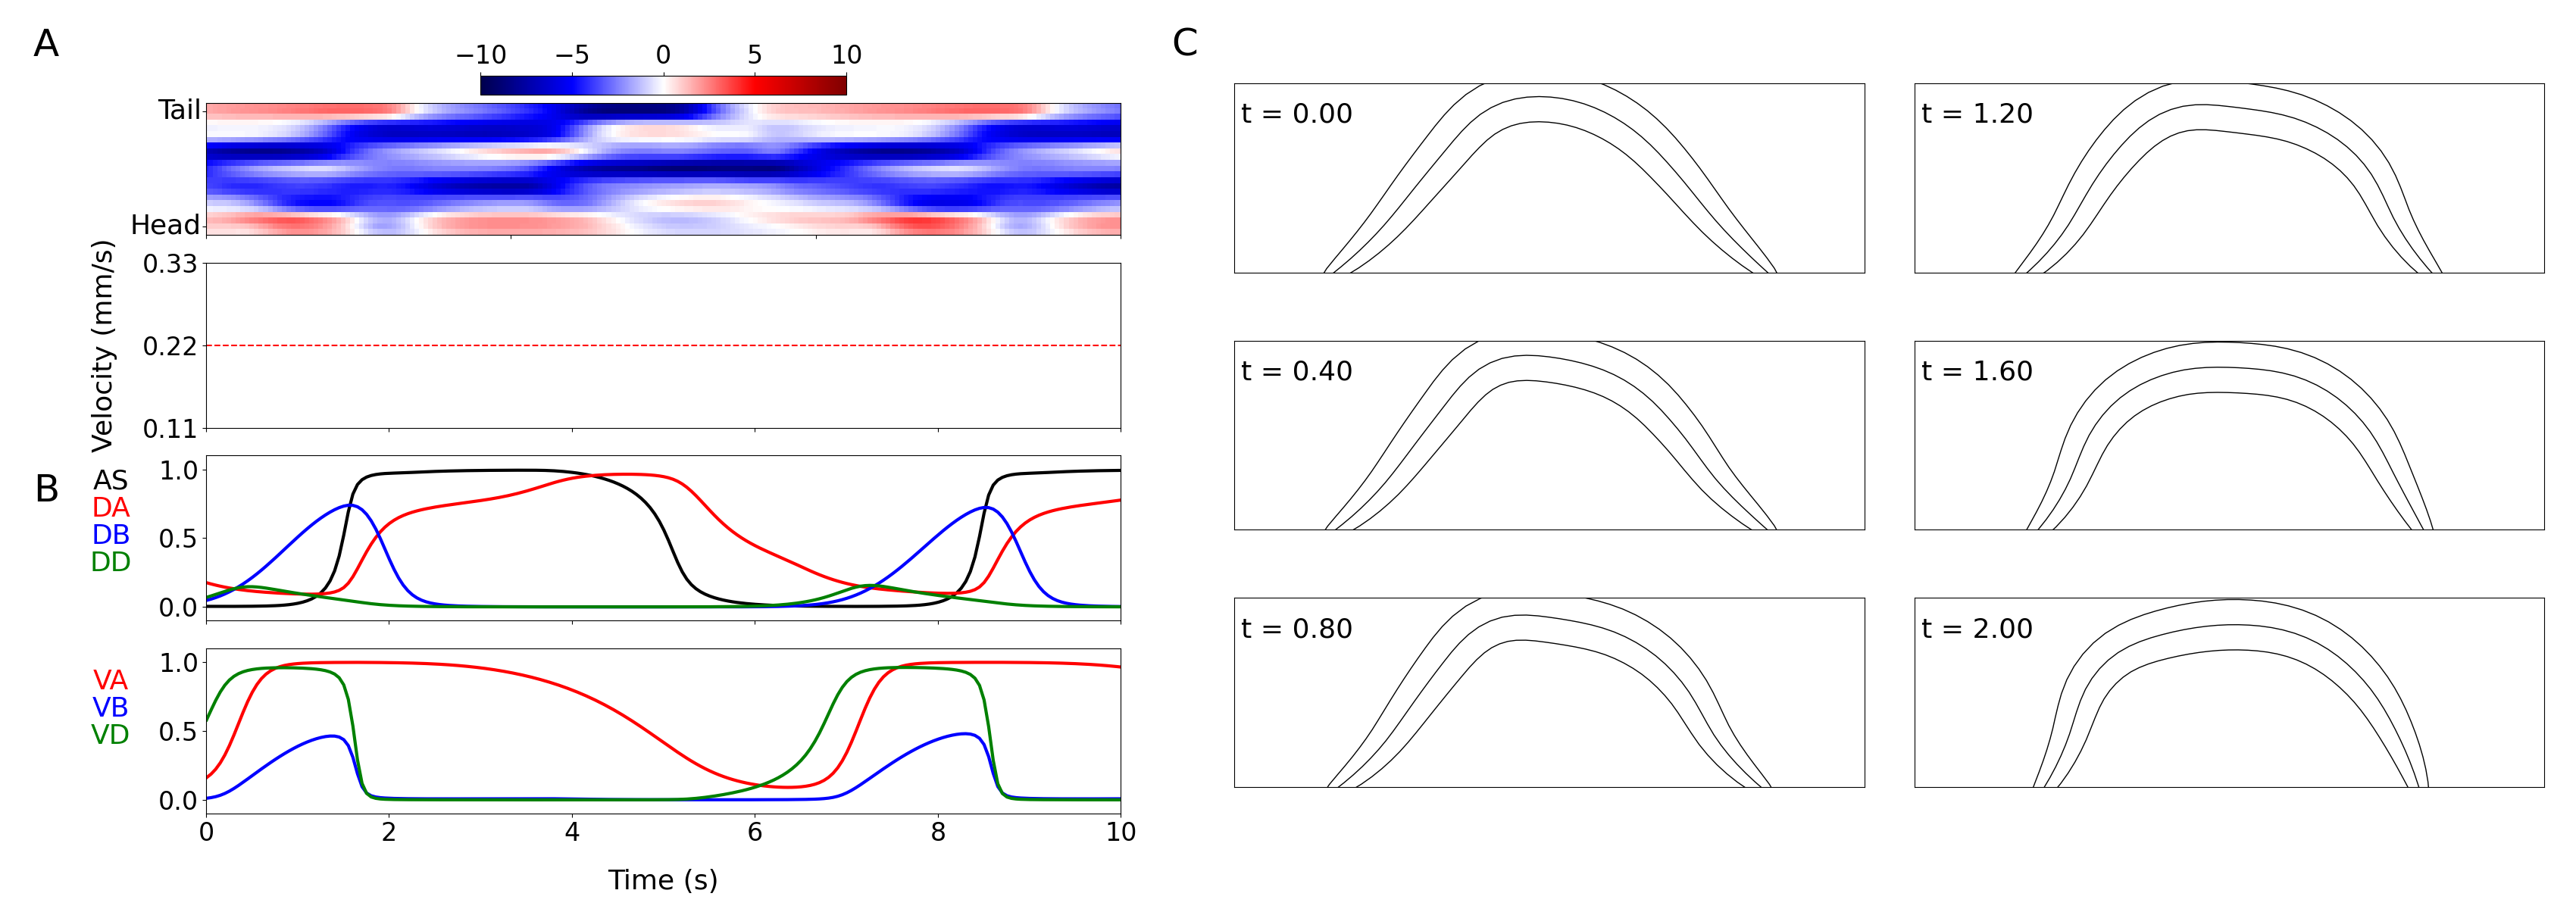 A
−10 −5 0 5 10
Tail
Head
Velocity (mm/s)
0.33
0.22
0.11
B
AS
DA
DB
DD
1.0
0.5
0.0
VA
VB
VD
1.0
0.5
0.0
0 2 4 6 8 10
Time (s)
C
t = 0.00
t = 1.20
t = 0.40
t = 1.60
t = 0.80
t = 2.00